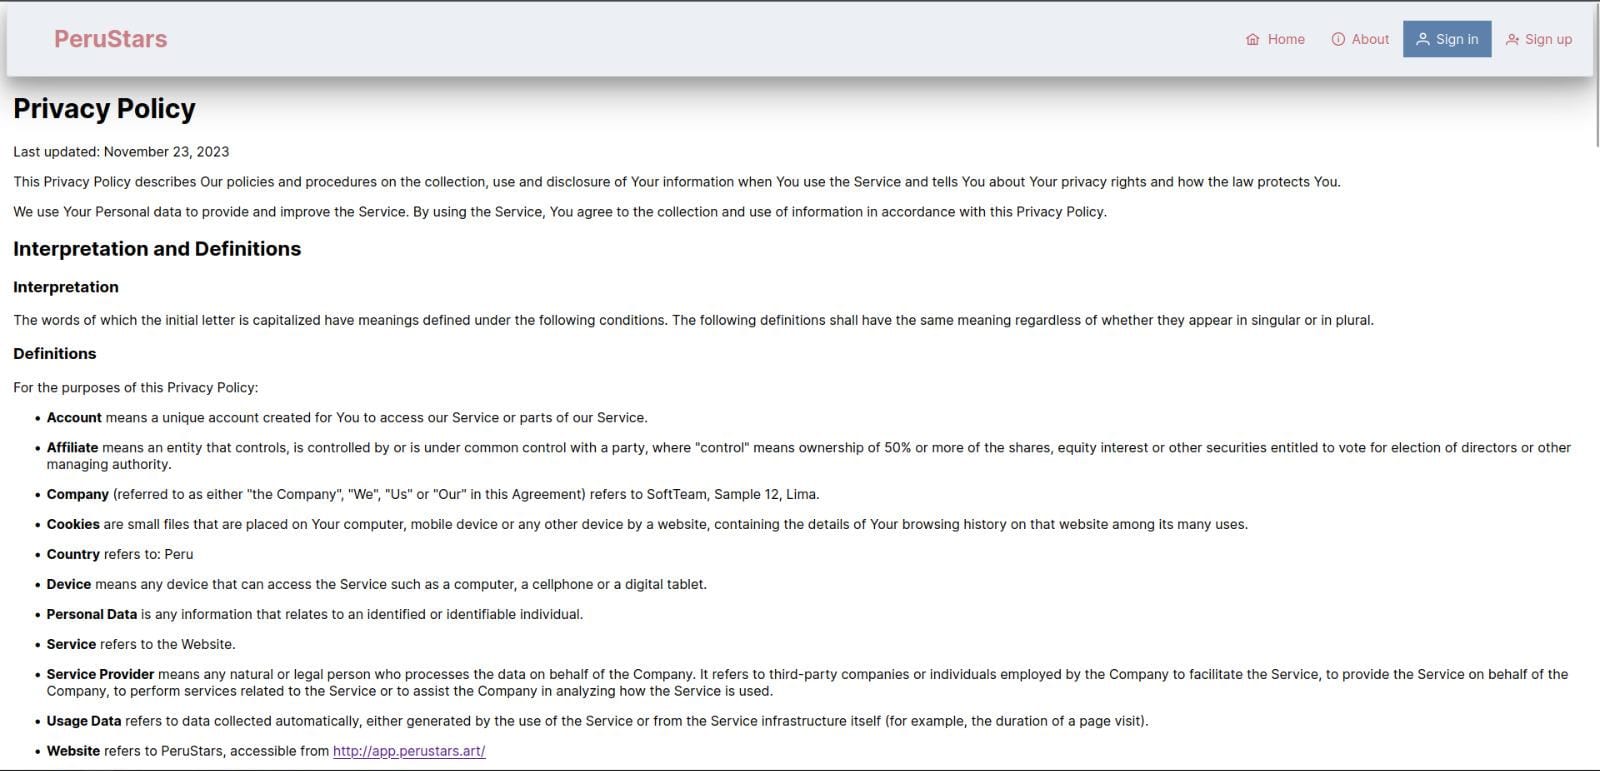 PeruStars
Home
About
Sign in
Sign up
Privacy Policy
Last updated: November 23, 2023
This Privacy Policy describes Our policies and procedures on the collection, use and disclosure of Your information when You use the Service and tells You about Your privacy rights and how the law protects You.
We use Your Personal data to provide and improve the Service. By using the Service, You agree to the collection and use of information in accordance with this Privacy Policy.
Interpretation and Definitions
Interpretation
The words of which the initial letter is capitalized have meanings defined under the following conditions. The following definitions shall have the same meaning regardless of whether they appear in singular or in plural.
Definitions
For the purposes of this Privacy Policy:
• Account means a unique account created for You to access our Service or parts of our Service.
• Affiliate means an entity that controls, is controlled by or is under common control with a party, where "control" means ownership of 50% or more of the shares, equity interest or other securities entitled to vote for election of directors or other
managing authority.
• Company (referred to as either "the Company", "We", "Us" or "Our" in this Agreement) refers to SoftTeam, Sample 12, Lima.
• Cookies are small files that are placed on Your computer, mobile device or any other device by a website, containing the details of Your browsing history on that website among its many uses.
• Country refers to: Peru
• Device means any device that can access the Service such as a computer, a cellphone or a digital tablet.
• Personal Data is any information that relates to an identified or identifiable individual.
• Service refers to the Website.
• Service Provider means any natural or legal person who processes the data on behalf of the Company. It refers to third-party companies or individuals employed by the Company to facilitate the Service, to provide the Service on behalf of the
Company, to perform services related to the Service or to assist the Company in analyzing how the Service is used.
• Usage Data refers to data collected automatically, either generated by the use of the Service or from the Service infrastructure itself (for example, the duration of a page visit).
• Website refers to PeruStars, accessible from http://app.perustars.art/